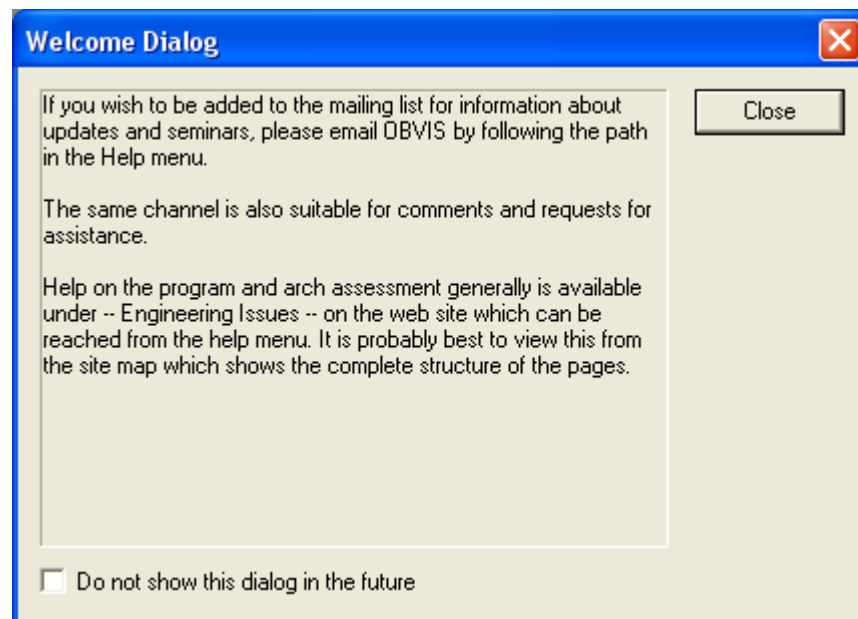 Welcome Dialog
If you wish to be added to the mailing list for information about
updates and seminars, please email OBVIS by following the path
in the Help menu.
The same channel is also suitable for comments and requests for
assistance.
Help on the program and arch assessment generally is available
under -- Engineering Issues -- on the web site which can be
reached from the help menu. It is probably best to view this from
the site map which shows the complete structure of the pages.
Close
Do not show this dialog in the future